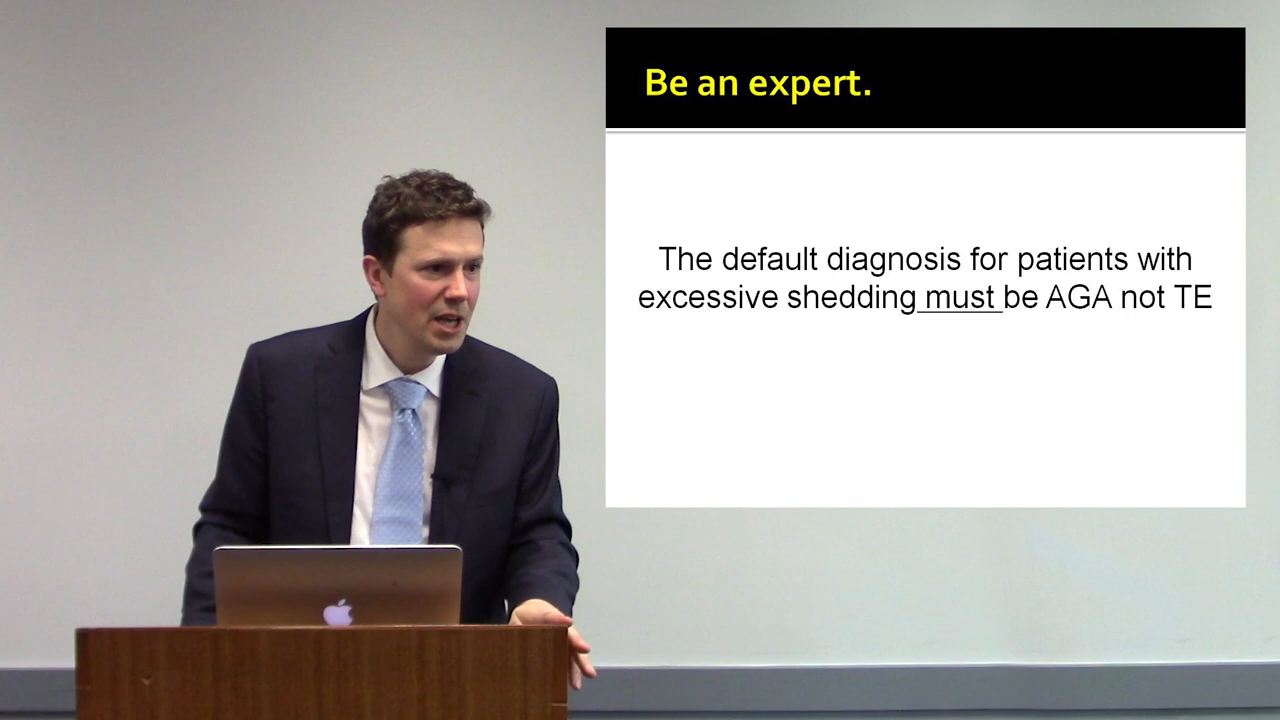 Be an expert.
The default diagnosis for patients with
excessive shedding must be AGA not TE